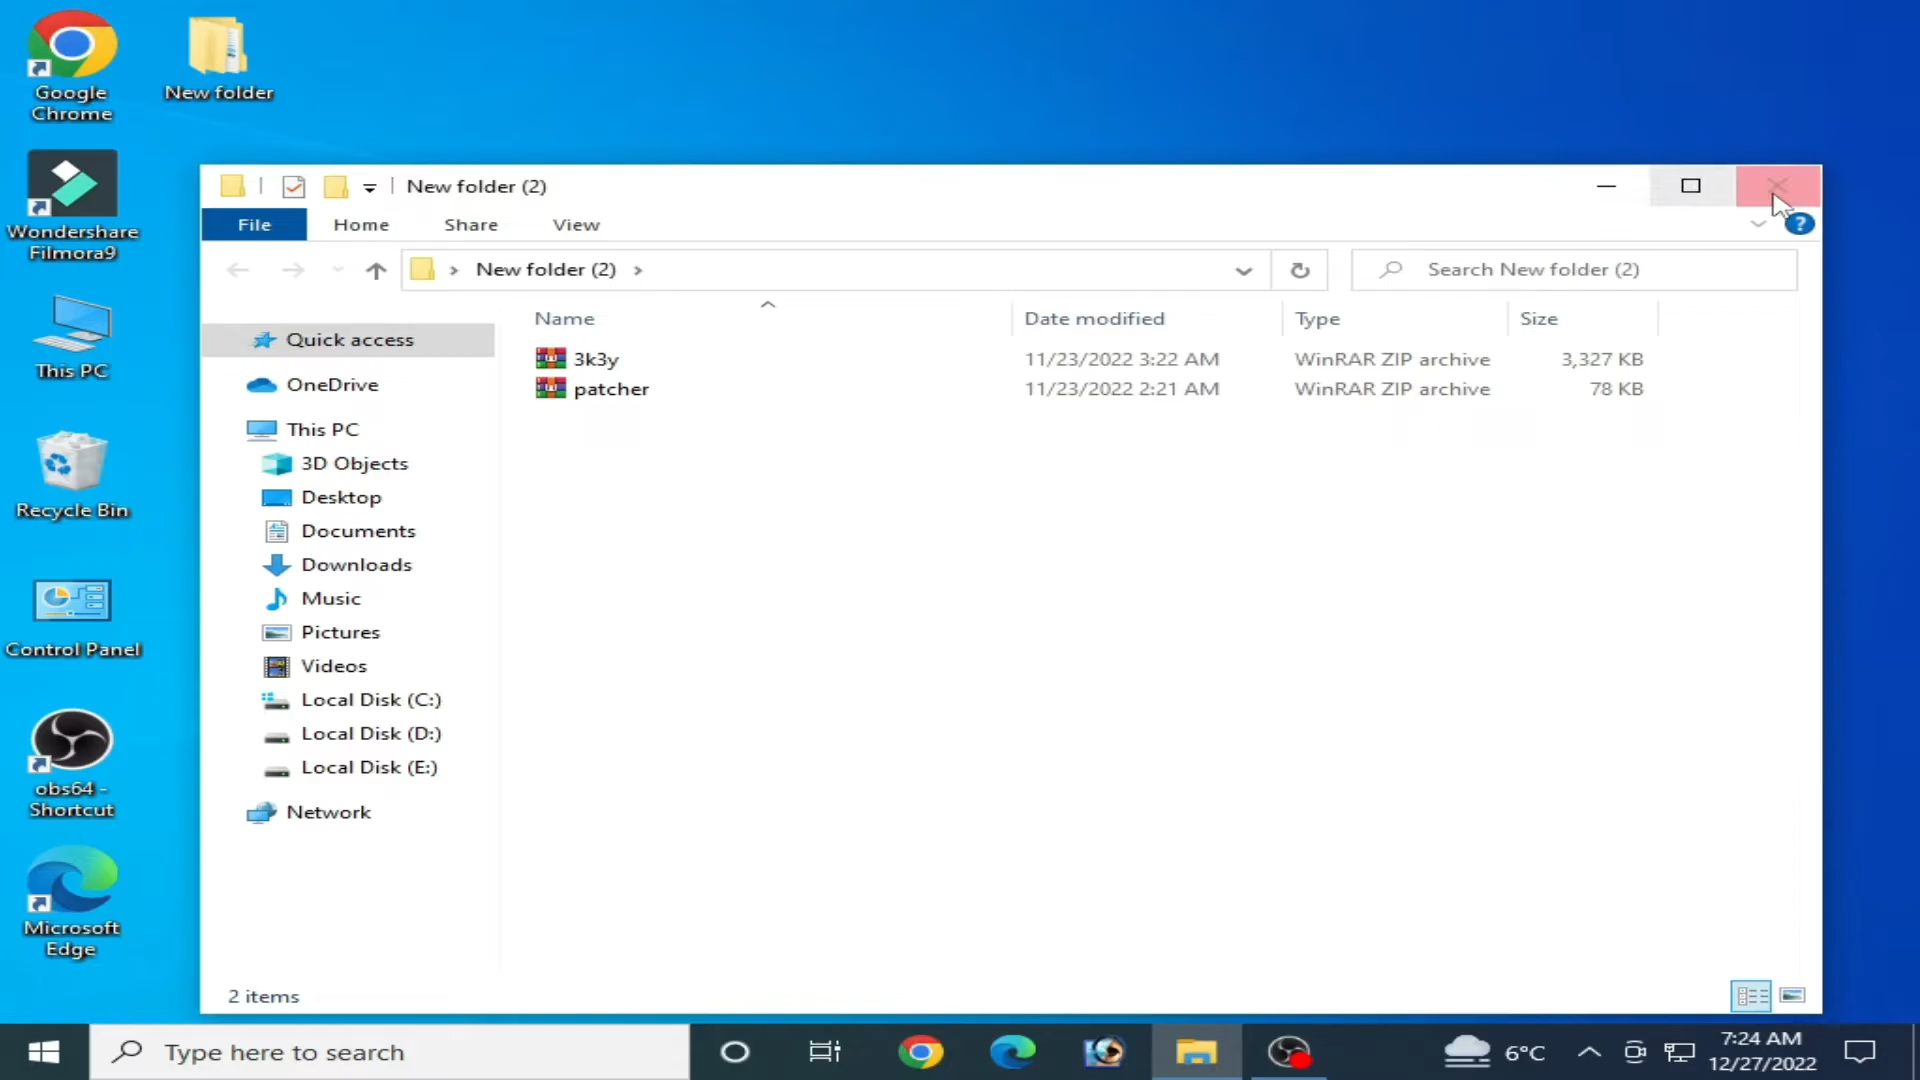 Google
Chrome
New folder
Wondershare
Filmora9
This PC
Recycle Bin
Control Panel
obs64 -
Shortcut
Microsoft
Edge
New folder (2)
File
Home
Share
View
?
New folder (2)
Search New folder (2)
Name
Date modified
Type
Size
3k3y
11/23/2022 3:22 AM
WinRAR ZIP archive
3,327 KB
patcher
11/23/2022 2:21 AM
WinRAR ZIP archive
78 KB
Quick access
OneDrive
This PC
3D Objects
Desktop
Documents
Downloads
Music
Pictures
Videos
Local Disk (C:)
Local Disk (D:)
Local Disk (E:)
Network
2 items
Type here to search
6°C
7:24 AM
12/27/2022